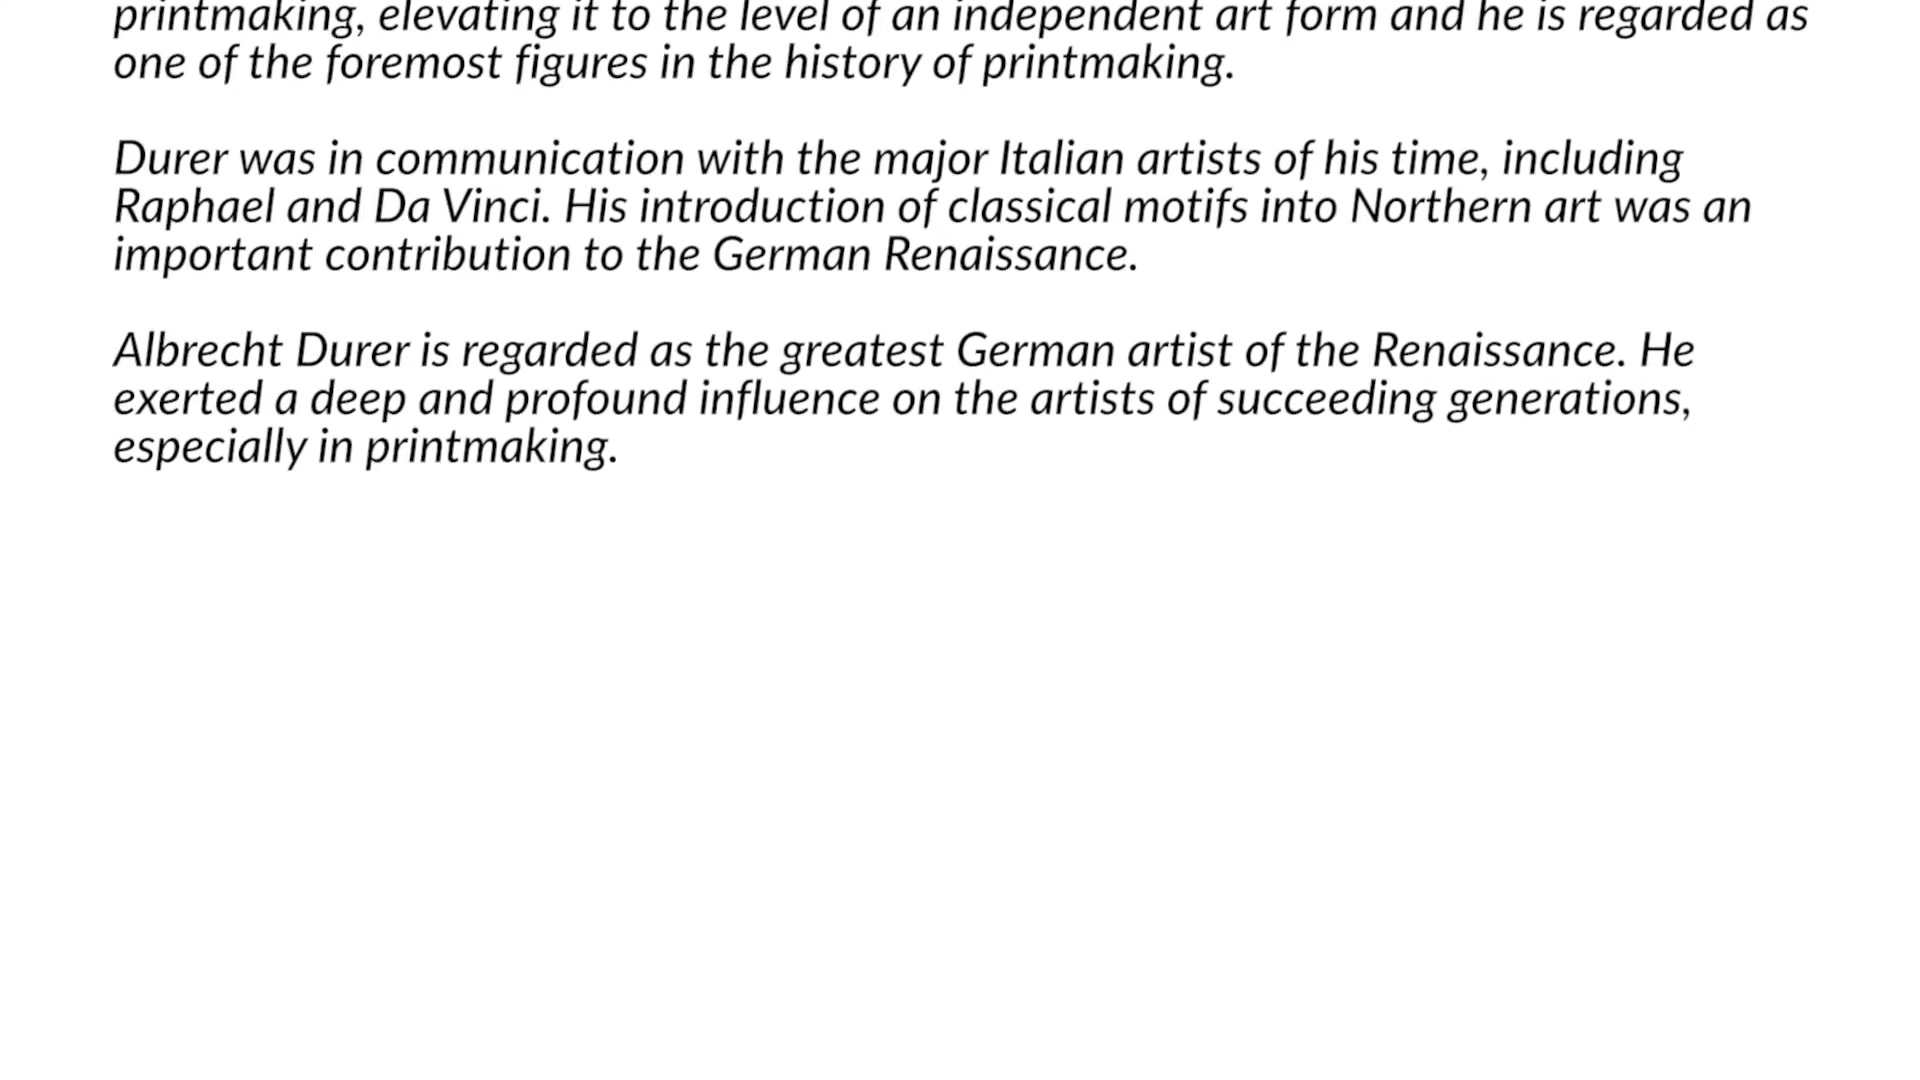 printmaking, elevating it to the level of an independent art form and he is regarded as
one of the foremost figures in the history of printmaking.
Durer was in communication with the major Italian artists of his time, including
Raphael and Da Vinci. His introduction of classical motifs into Northern art was an
important contribution to the German Renaissance.
Albrecht Durer is regarded as the greatest German artist of the Renaissance. He
exerted a deep and profound influence on the artists of succeeding generations,
especially in printmaking.